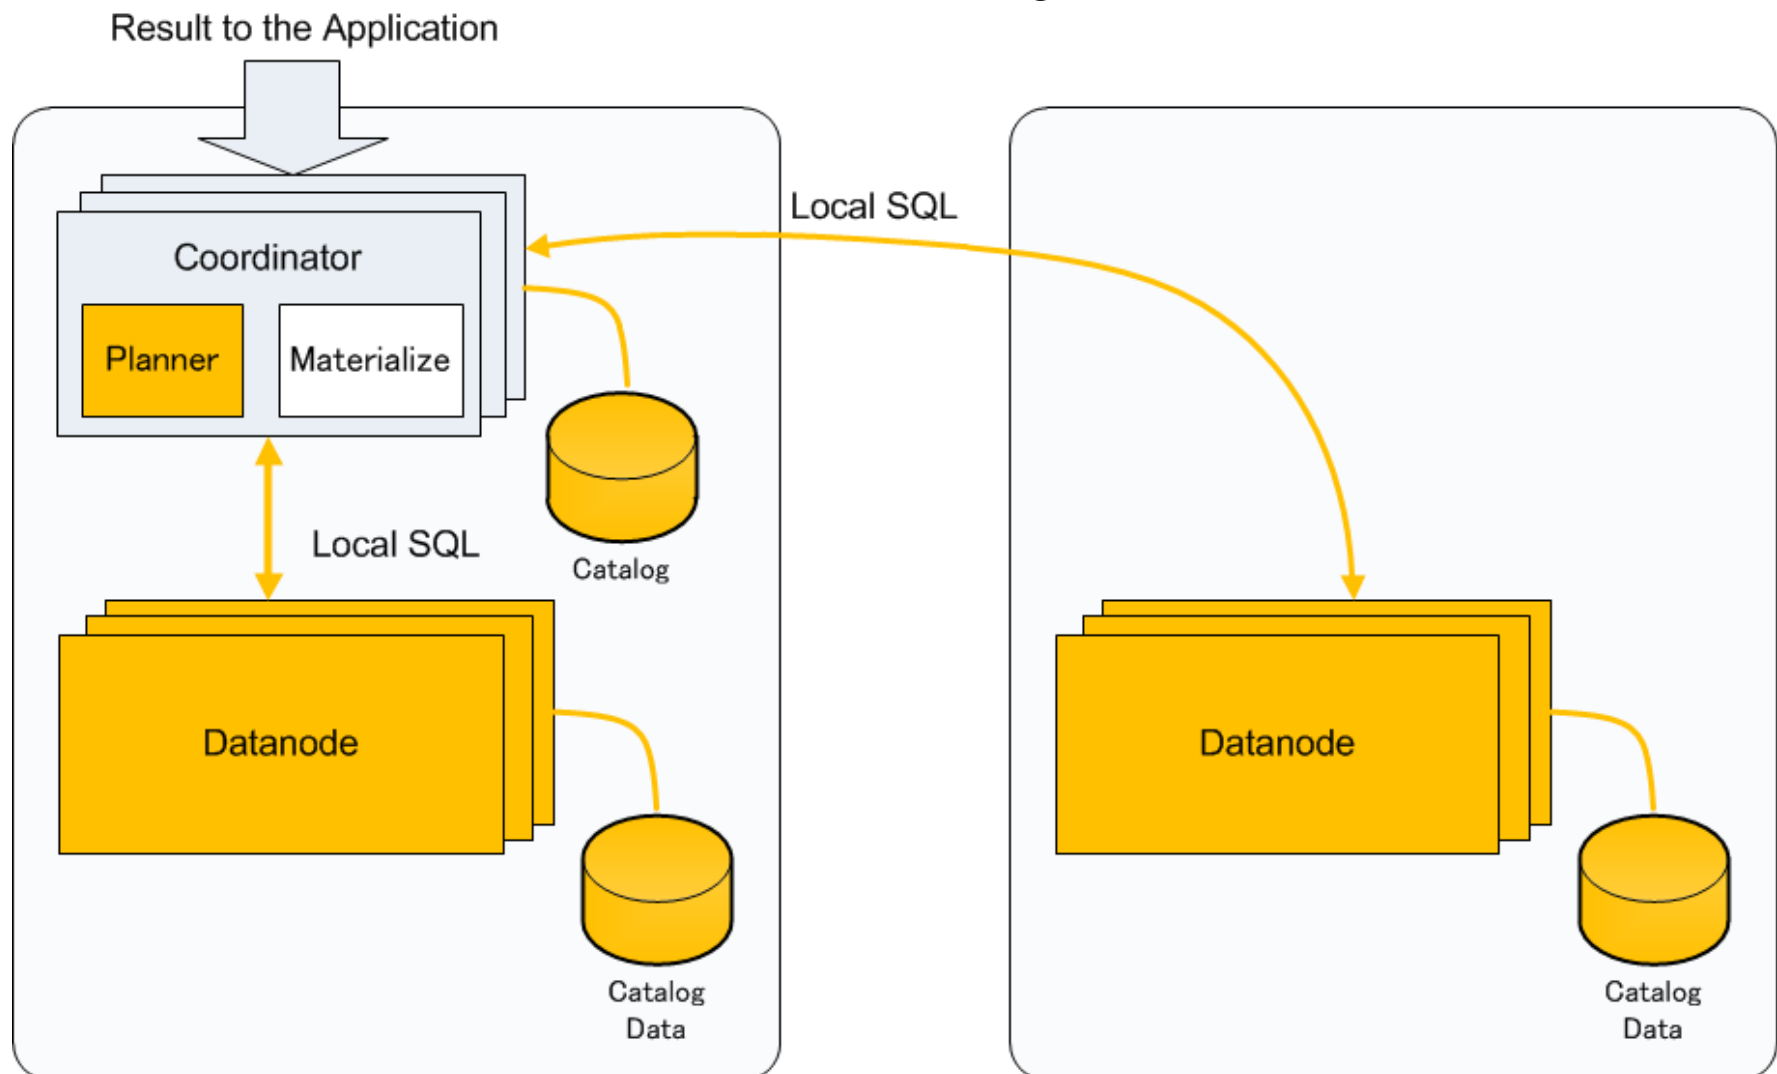 Result to the Application
Local SQL
Coordinator
Planner
Materialize
Local SQL
Catalog
Datanode
Datanode
Catalog
Data
Catalog
Data